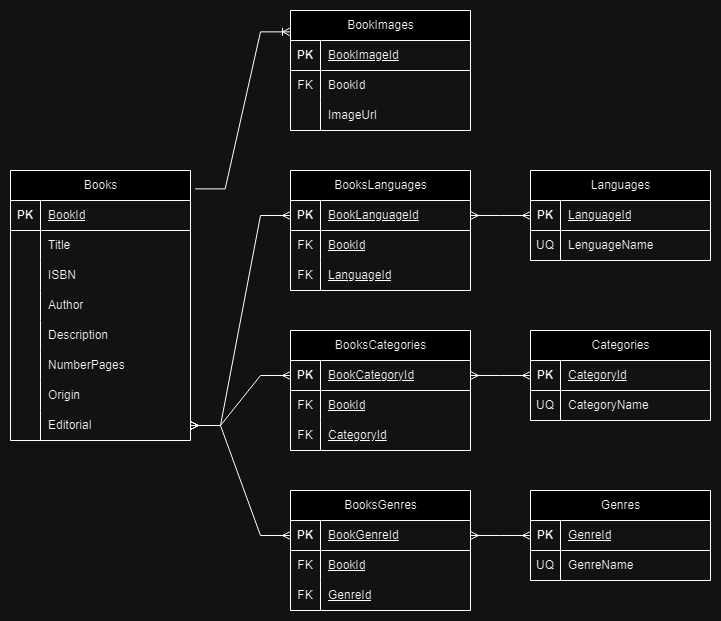 BookImages
PK BookImageId
FK BookId
ImageUrl
Books
PK BookId
Title
ISBN
Author
Description
NumberPages
Origin
Editorial
BooksLanguages
PK BookLanguageId
FK BookId
FK LanguageId
Languages
PK LanguageId
UQ LenguageName
BooksCategories
PK BookCategoryId
FK BookId
FK CategoryId
Categories
PK CategoryId
UQ CategoryName
BooksGenres
PK BookGenreId
FK BookId
FK GenreId
Genres
PK GenreId
UQ GenreName